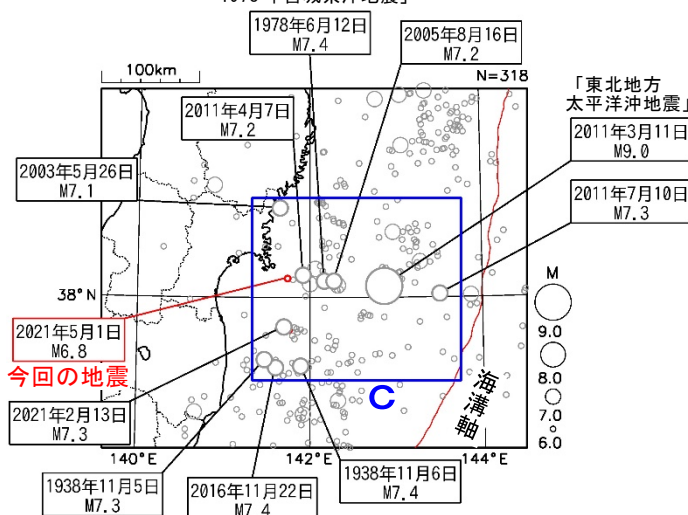 1978年6月12日
M7.4
2005年8月16日
M7.2
100km
N=318
「東北地方
太平洋沖地震」
2011年4月7日
M7.2
2011年3月11日
M9.0
2003年5月26日
M7.1
2011年7月10日
M7.3
38°N
M
9.0
8.0
7.0
6.0
2021年5月1日
M6.8
今回の地震
C
海溝軸
2021年2月13日
M7.3
140°E
142°E
144°E
1938年11月5日
M7.3
2016年11月22日
M7.4
1938年11月6日
M7.4